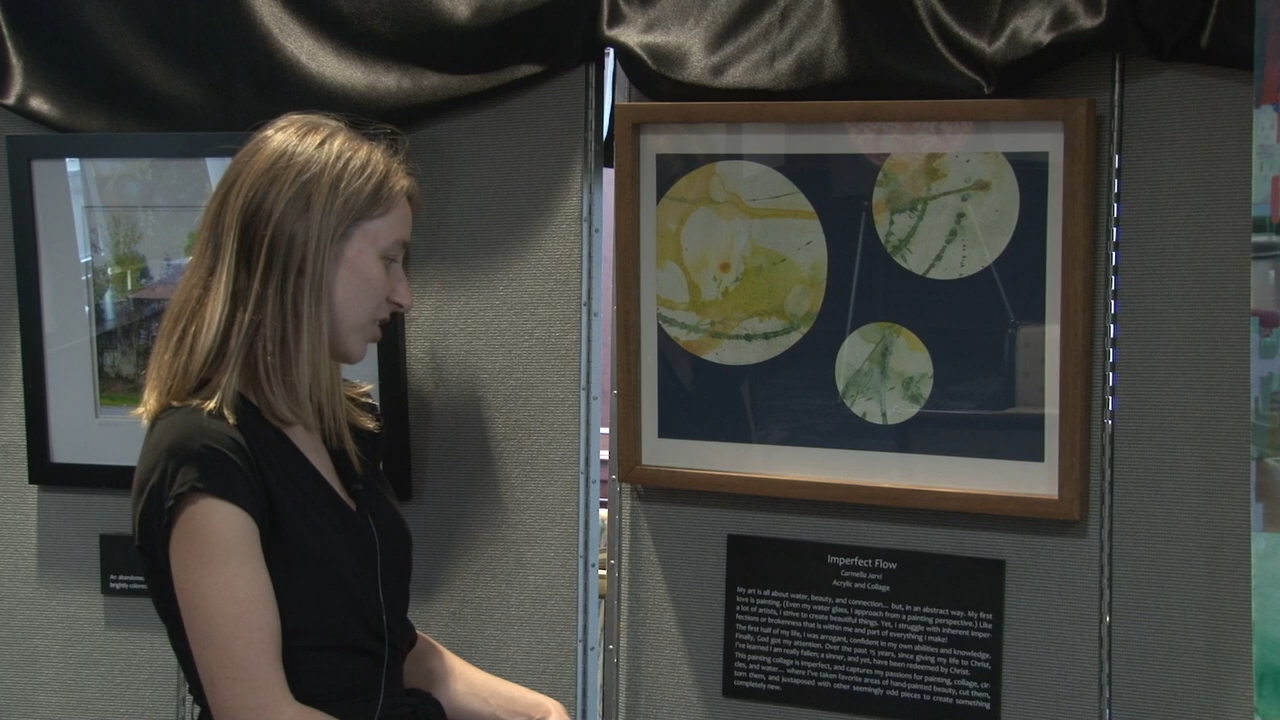 Imperfect Flow
Carmella Jarvi
Acrylic and Collage
My art is all about water, beauty, and connection... but, in an abstract way. My first
love is painting. (Even my water glass, I approach from a painting perspective.) Like
a lot of artists, I strive to create beautiful things. Yet, I struggle with inherent imper-
fections or brokenness that is within me and part of everything I make!
The first half of my life, I was arrogant, confident in my own abilities and knowledge.
Finally, God got my attention. Over the past 15 years, since giving my life to Christ,
I've learned I am really fallen; a sinner, and yet, have been redeemed by Christ.
This painting collage is imperfect, and captures my passions for painting, collage, cir-
cles, and water... where I've taken favorite areas of hand-painted beauty, cut them,
torn them, and juxtaposed with other seemingly odd pieces to create something
completely new.
An abandone
brightly colore